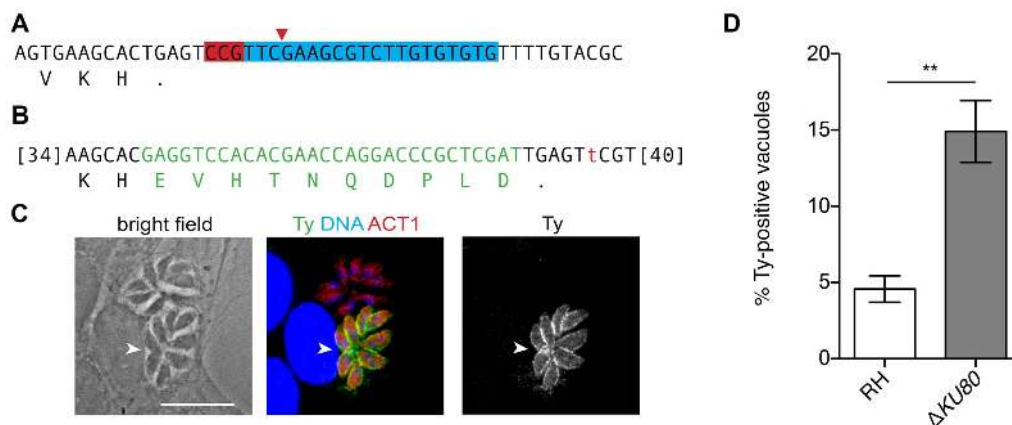 A
AGTGAAGCACTGAGTCCGTTCGAAGCGTCTTGTGTGTGTTTTGTACGC
V K H .
B
[34]AAGCACGAGGTCCACACGAACCAGGACCCGCTCGATTGAGTtCGT[40]
K H E V H T N Q D P L D .
C
bright field
Ty DNA ACT1
Ty
D
% Ty-positive vacuoles
20
15
10
5
0
**
RH
ΔKU80